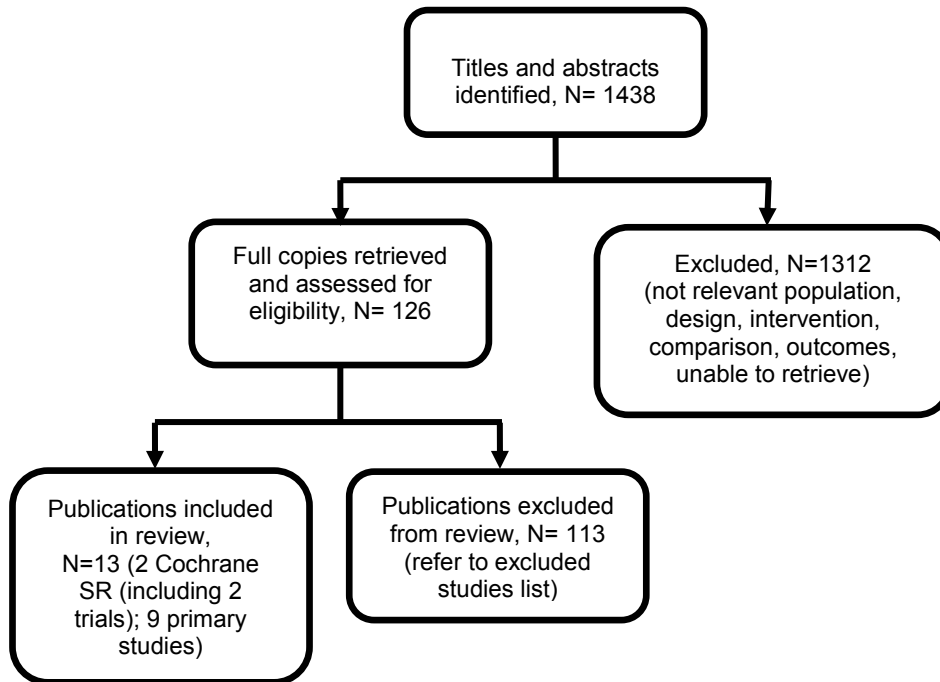 Titles and abstracts
identified, N= 1438
Full copies retrieved
and assessed for
eligibility, N= 126
Excluded, N=1312
(not relevant population,
design, intervention,
comparison, outcomes,
unable to retrieve)
Publications included
in review,
N=13 (2 Cochrane
SR (including 2
trials); 9 primary
studies)
Publications excluded
from review, N= 113
(refer to excluded
studies list)